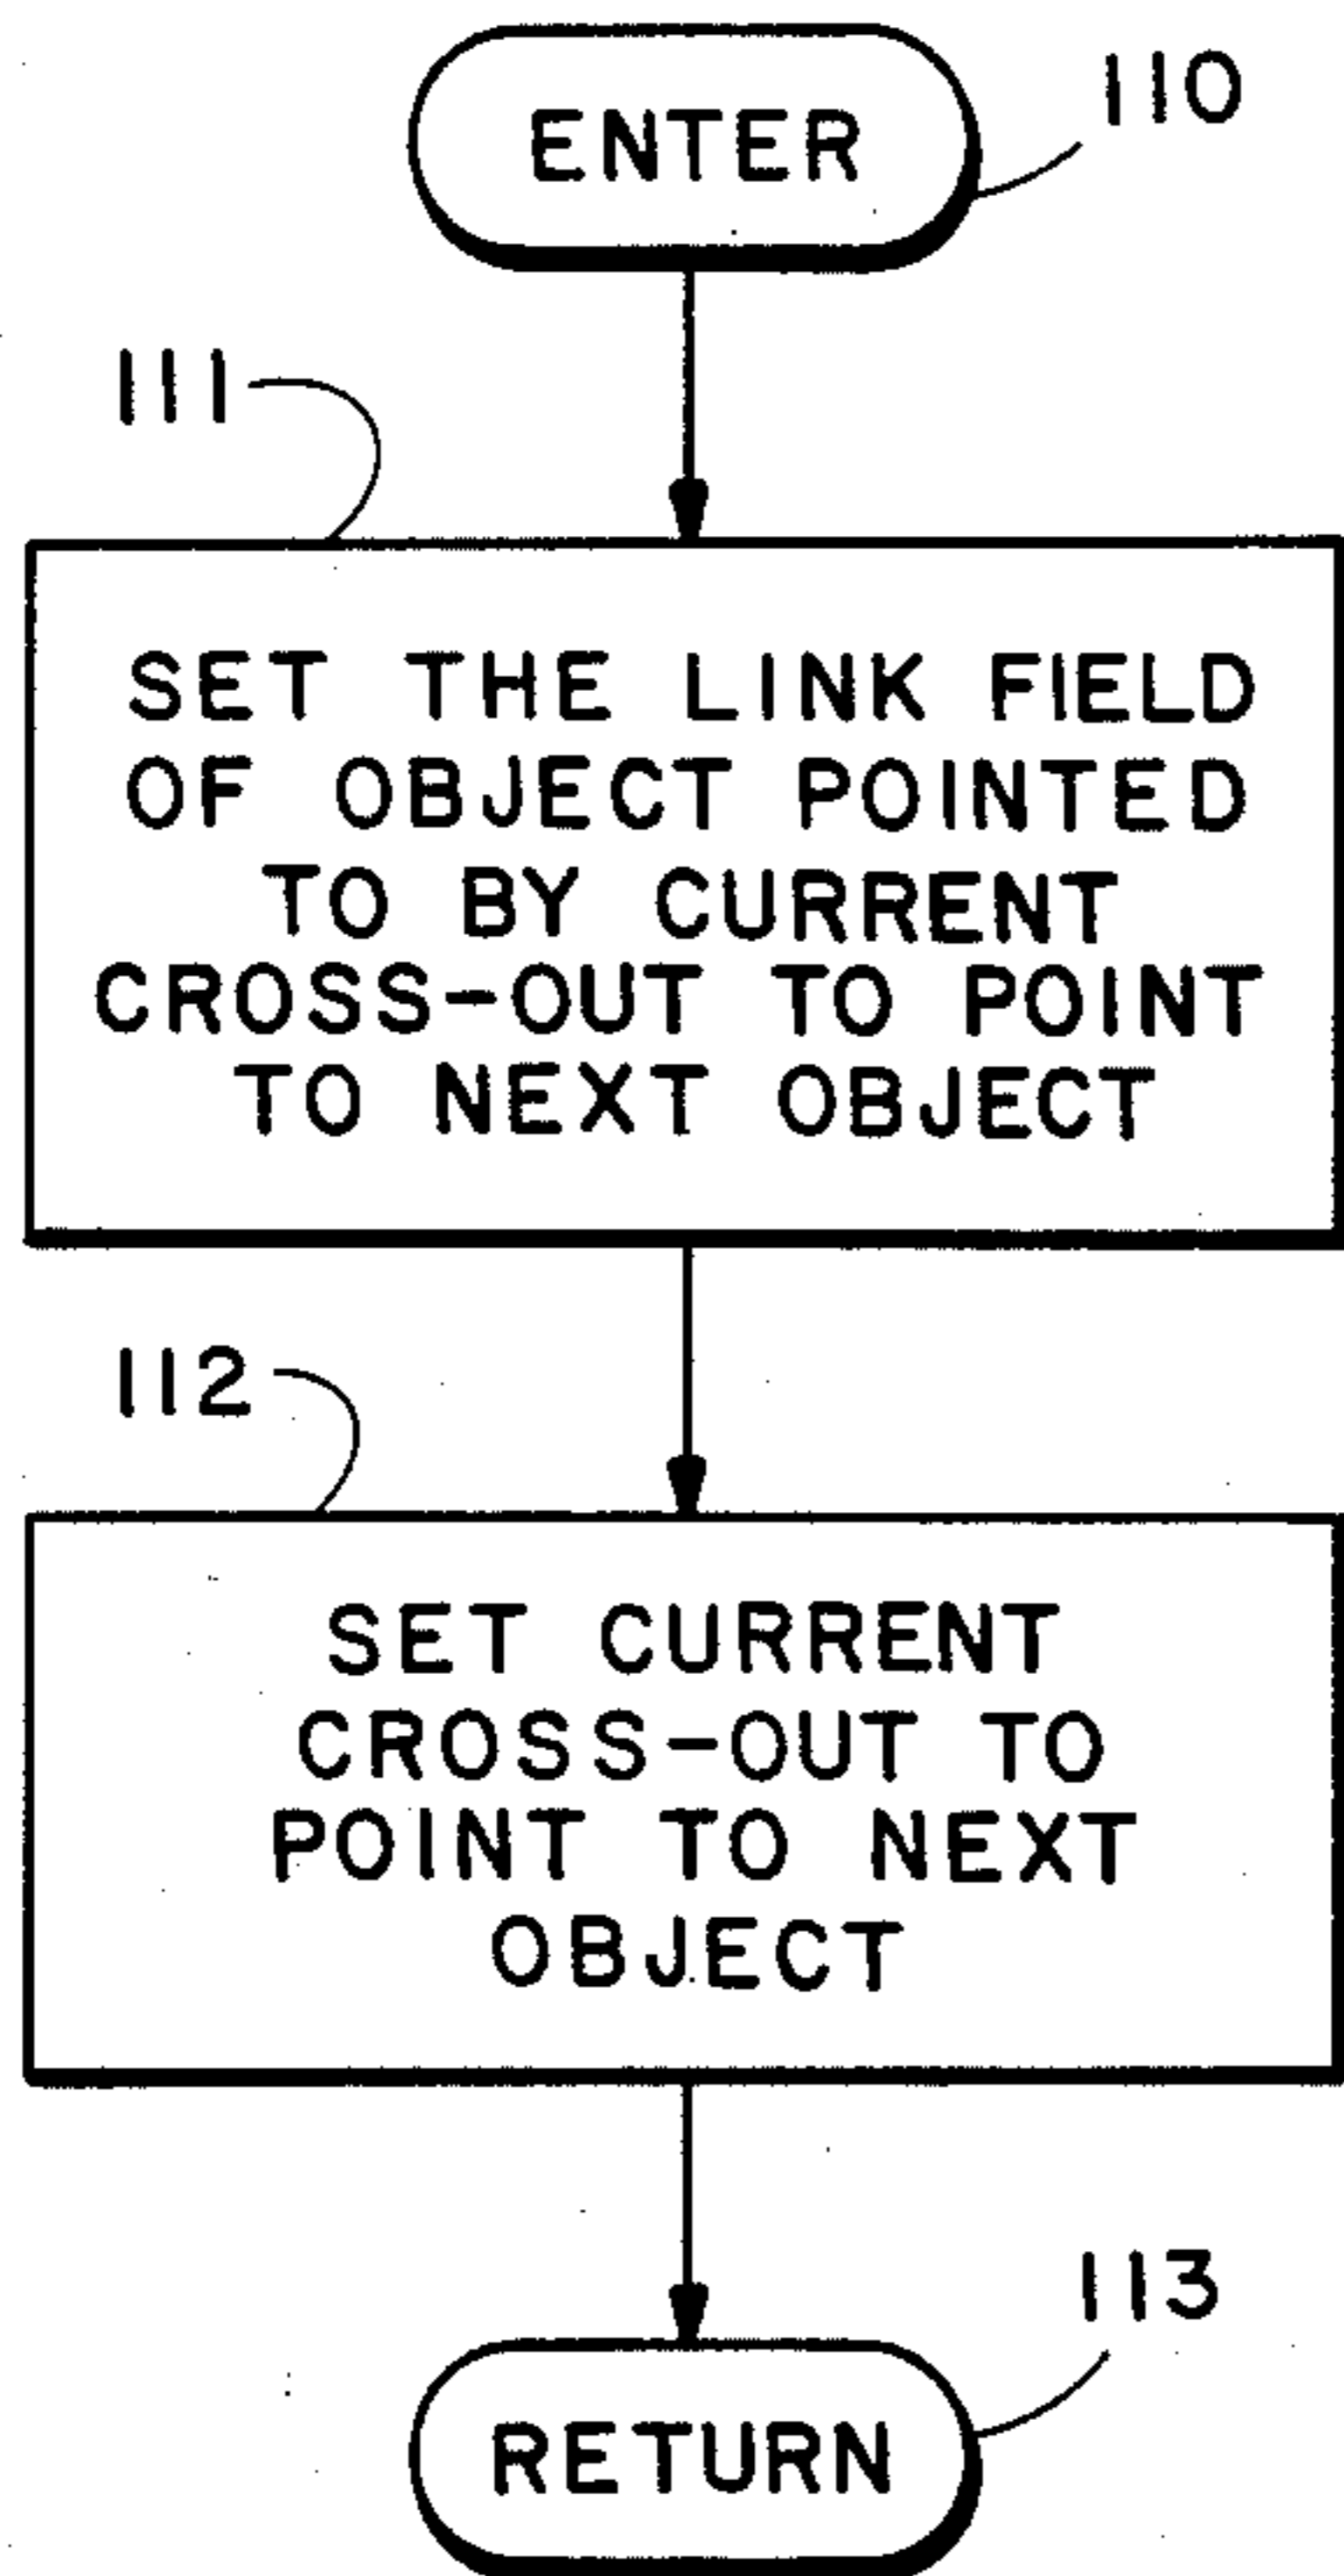 110
ENTER
111
SET THE LINK FIELD
OF OBJECT POINTED
TO BY CURRENT
CROSS-OUT TO POINT
TO NEXT OBJECT
112
SET CURRENT
CROSS-OUT TO
POINT TO NEXT
OBJECT
113
RETURN